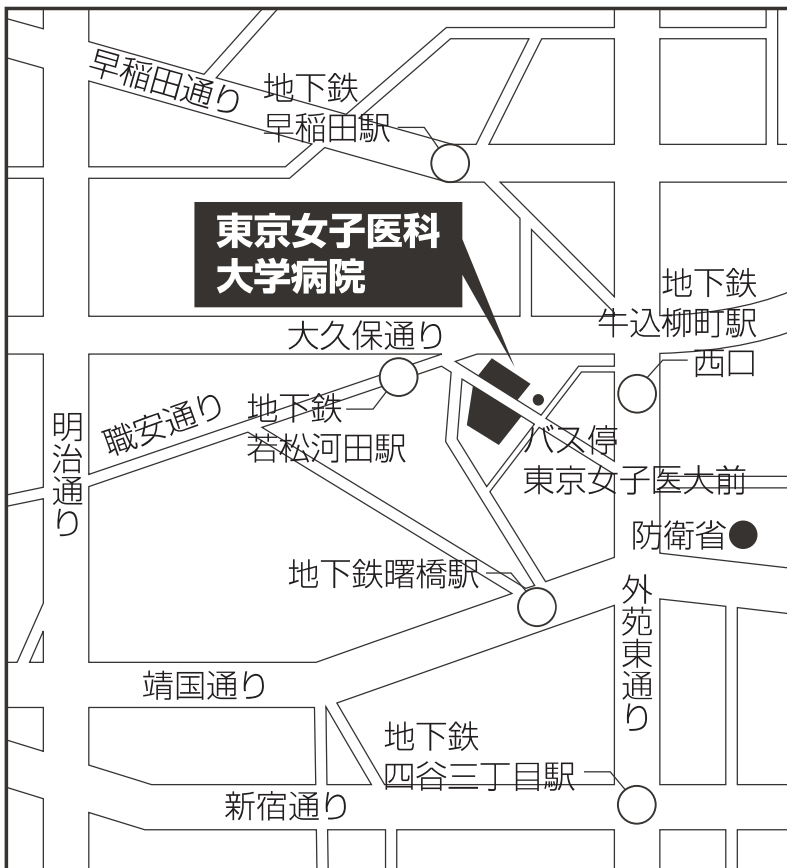 早稲田通り
地下鉄
早稲田駅
東京女子医科
大学病院
地下鉄
牛込柳町駅
西口
大久保通り
職安通り
地下鉄
若松河田駅
明治通り
バス停
東京女子医大前
防衛省
地下鉄曙橋駅
外苑東通り
靖国通り
地下鉄
四谷三丁目駅
新宿通り